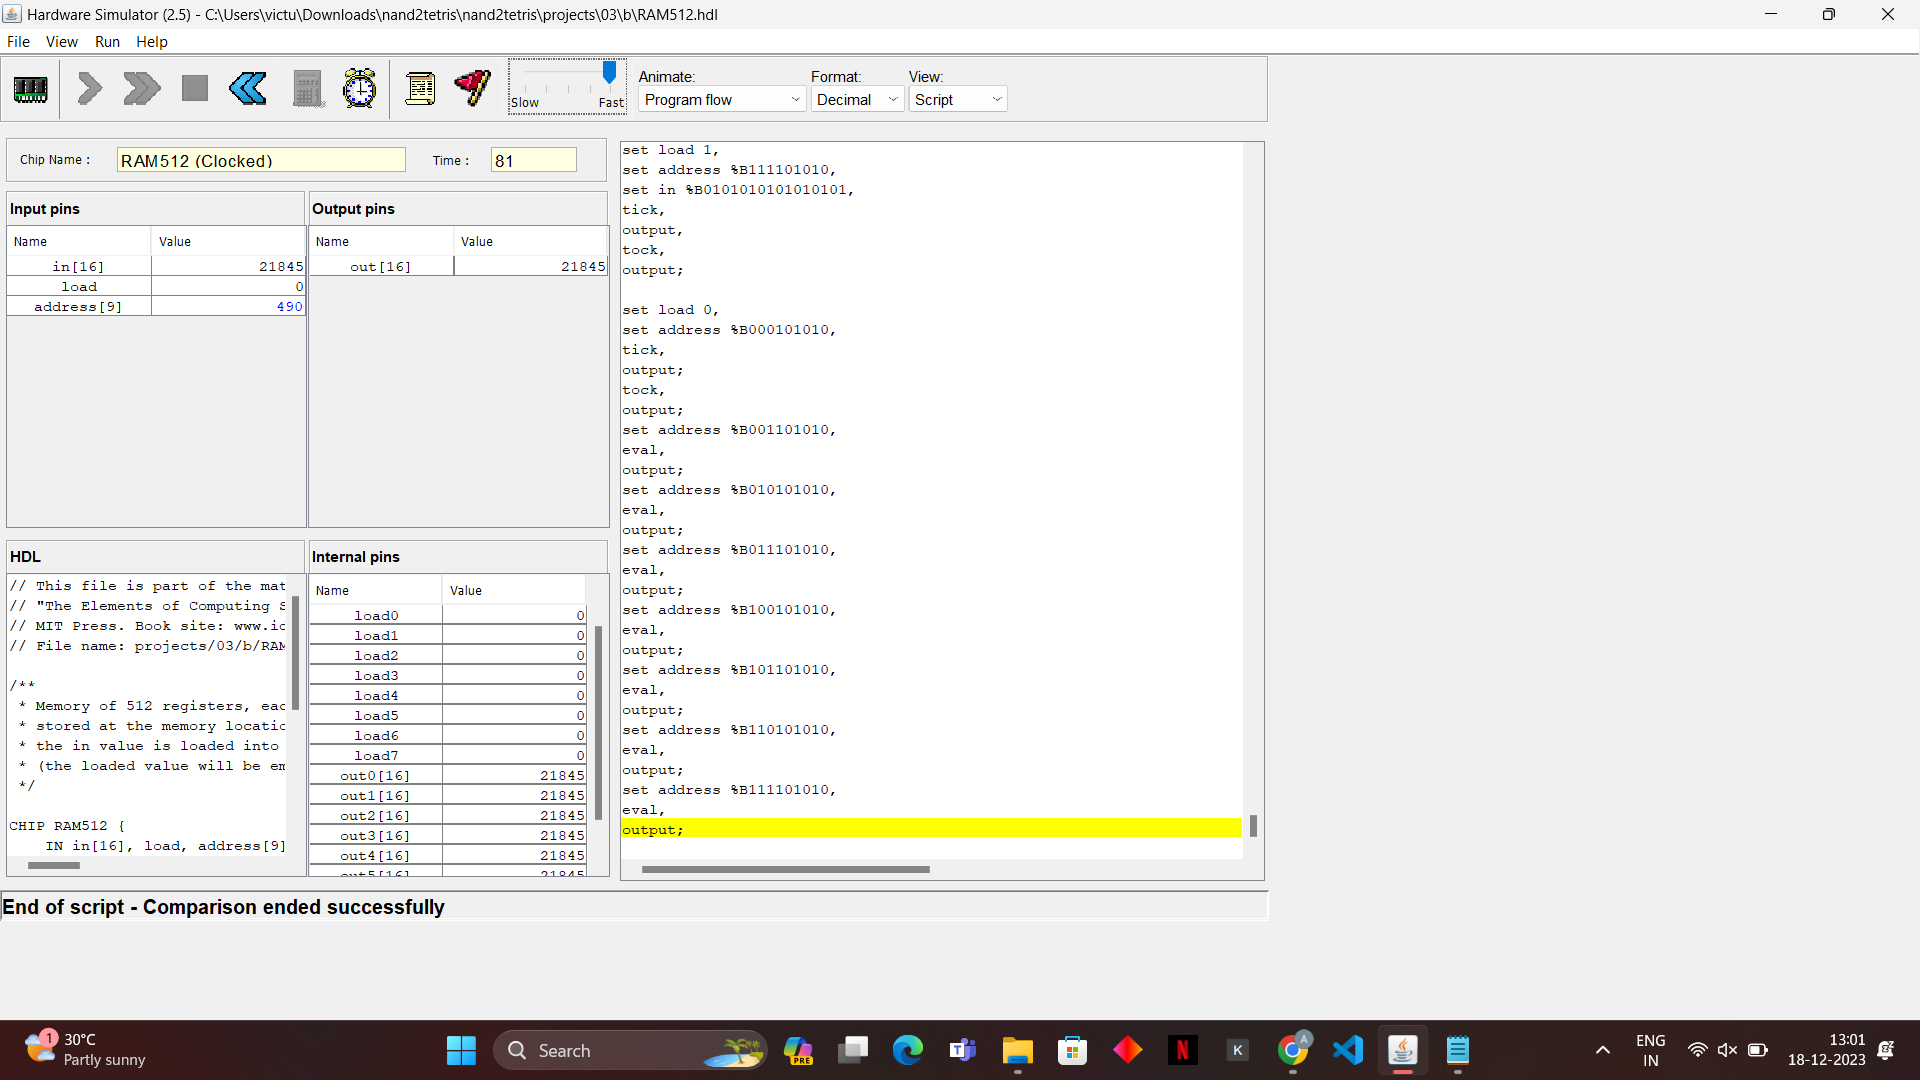 Hardware Simulator (2.5) - C:\Users\victu\Downloads\nand2tetris\nand2tetris\projects\03\b\RAM512.hdl
File View Run Help
Slow Fast
Animate: Format: View:
Program flow Decimal Script
Chip Name : RAM512 (Clocked) Time : 81
Input pins
Name Value
in[16] 21845
load 0
address[9] 490
Output pins
Name Value
out[16] 21845
HDL
// This file is part of the mat
// "The Elements of Computing S
// MIT Press. Book site: www.id
// File name: projects/03/b/RAM
/**
* Memory of 512 registers, eac
* stored at the memory locatio
* the in value is loaded into
* (the loaded value will be em
*/
CHIP RAM512 {
IN in[16], load, address[9]
Internal pins
Name Value
load0 0
load1 0
load2 0
load3 0
load4 0
load5 0
load6 0
load7 0
out0[16] 21845
out1[16] 21845
out2[16] 21845
out3[16] 21845
out4[16] 21845
out5[16] 21845
set load 1,
set address %B111101010,
set in %B0101010101010101,
tick,
output,
tock,
output;
set load 0,
set address %B000101010,
tick,
output;
tock,
output;
set address %B001101010,
eval,
output;
set address %B010101010,
eval,
output;
set address %B011101010,
eval,
output;
set address %B100101010,
eval,
output;
set address %B101101010,
eval,
output;
set address %B110101010,
eval,
output;
set address %B111101010,
eval,
output;
End of script - Comparison ended successfully
1
30°C
Partly sunny
Search
PRE
T
N
K
A
ENG
IN
13:01
18-12-2023